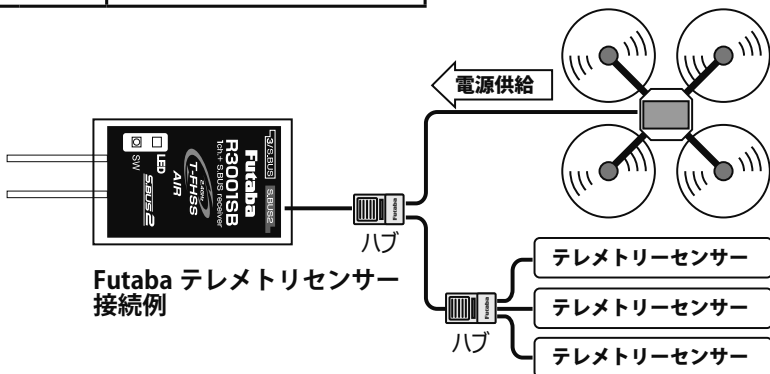 電源供給
3/S.BUS
S.BUS2
Futaba
R3001SB
1ch.+ S.BUS receiver
2.4GHz
T-FHSS
AIR
LED
SW
S.BUS2
Futaba
ハブ
Futaba テレメトリセンサー
接続例
テレメトリーセンサー
テレメトリーセンサー
テレメトリーセンサー
Futaba
ハブ